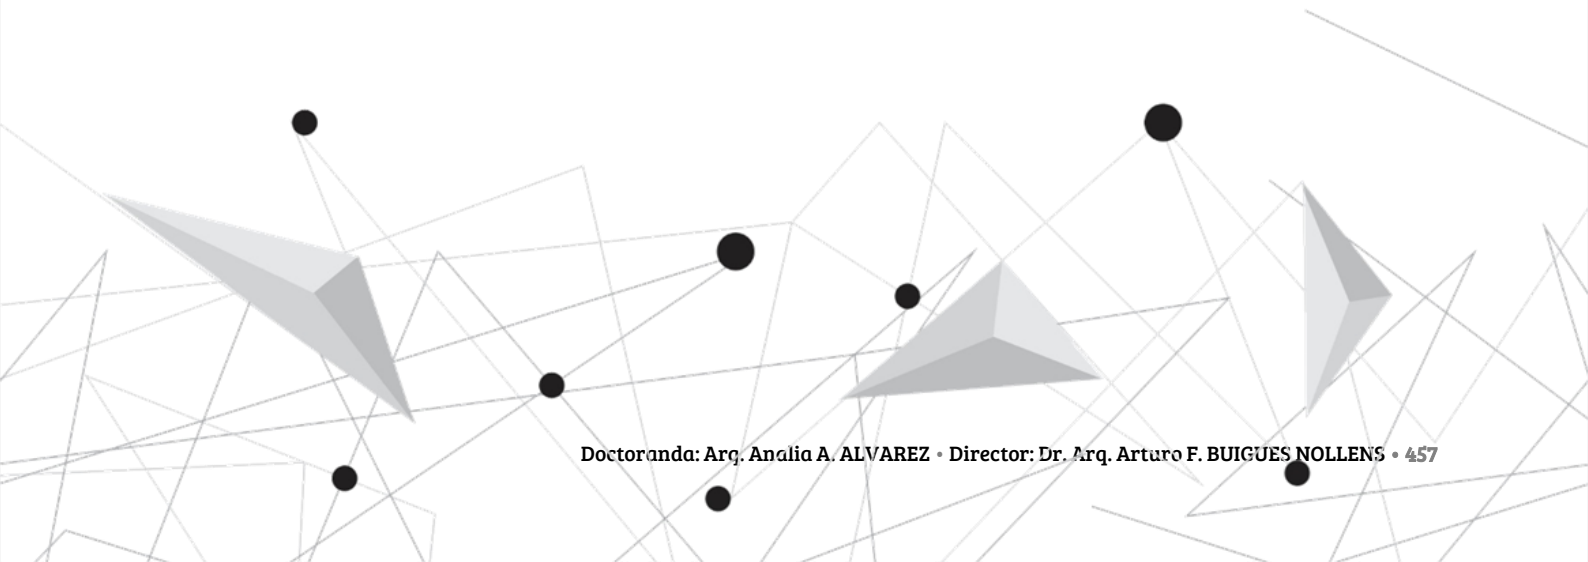 Doctoranda: Arq. Analia A. ALVAREZ • Director: Dr. Arq. Arturo F. BUIGUES NOLLENS • 457